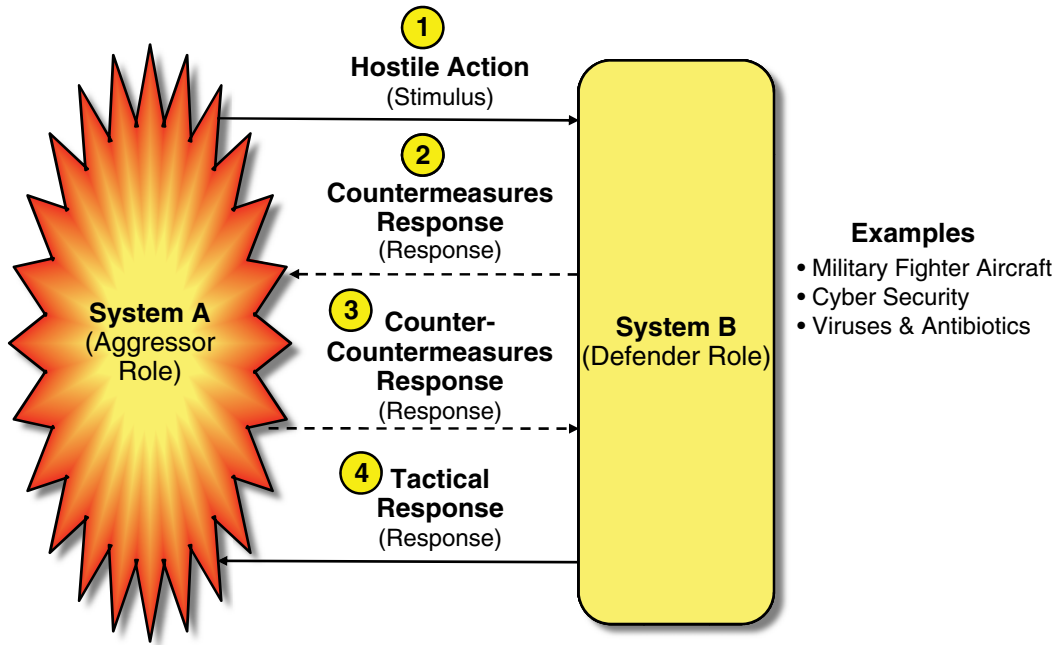 1
Hostile Action
(Stimulus)
2
Countermeasures
Response
(Response)
3
Counter-
Countermeasures
Response
(Response)
4
Tactical
Response
(Response)
System A
(Aggressor
Role)
System B
(Defender Role)
Examples
• Military Fighter Aircraft
• Cyber Security
• Viruses & Antibiotics